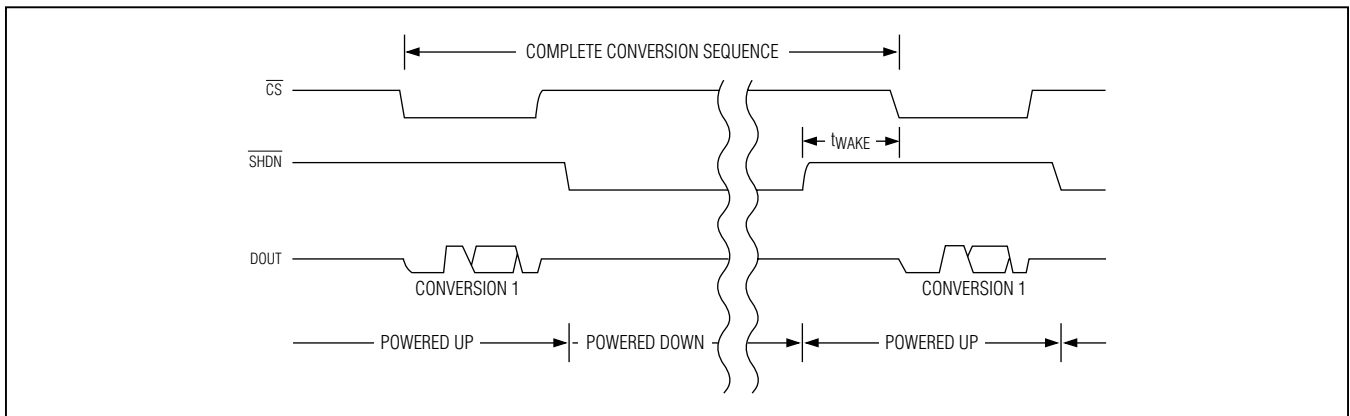 COMPLETE CONVERSION SEQUENCE
CS
tWAKE
SHDN
DOUT
CONVERSION 1
CONVERSION 1
POWERED UP
POWERED DOWN
POWERED UP